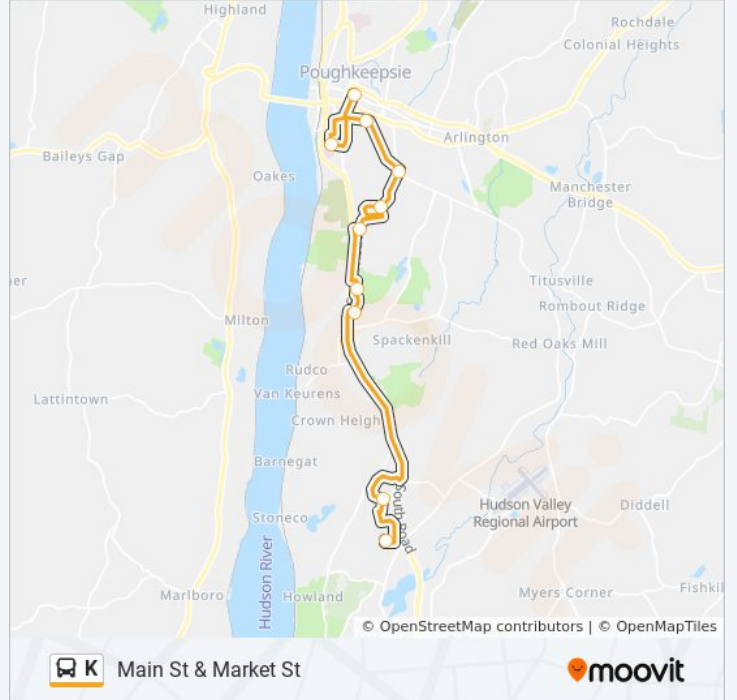 Highland
Rochdale
Colonial Heights
Poughkeepsie
Arlington
Baileys Gap
Oakes
Manchester
Bridge
er
Titusville
Rombout Ridge
Milton
Spackenkill
Red Oaks Mill
Rudco
Van Keurens
Lattintown
Crown Heigh
Barnegat
South Road
Hudson Valley
Regional Airport
Diddell
Stoneco
Hudson River
Marlboro
Howland
Myers Corner
Fishkil
© OpenStreetMap contributors | © OpenMapTiles
K Main St & Market St
moovit